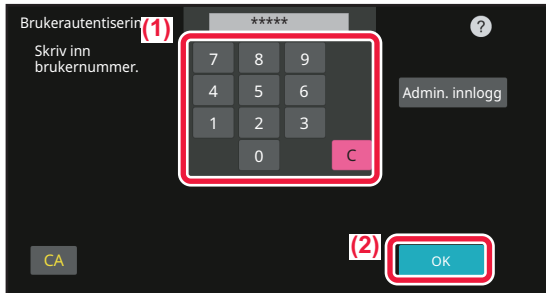 Brukerautentisering
(1)
*****
?
Skriv inn
brukernummer.
7 8 9
4 5 6
Admin. innlogg
1 2 3
0 C
(2)
CA
OK